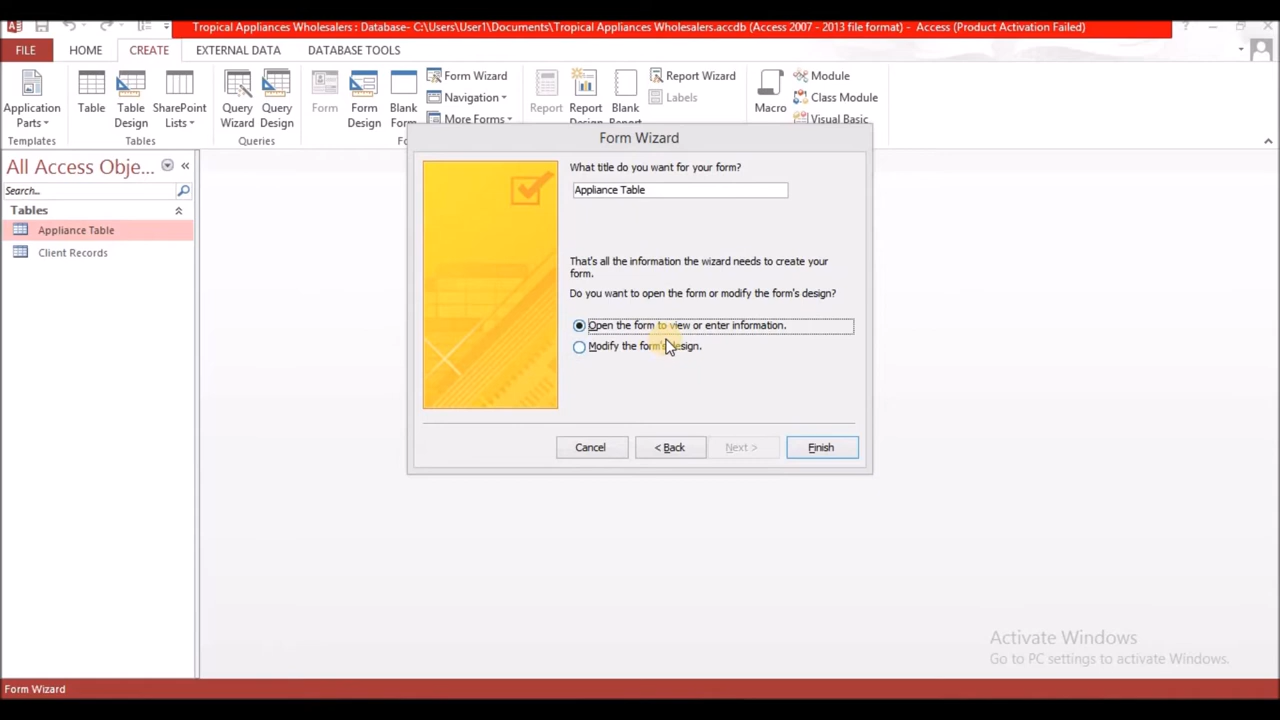 Tropical Appliances Wholesalers : Database- C:\Users\User1\Documents\Tropical Appliances Wholesalers.accdb (Access 2007 - 2013 file format) - Access (Product Activation Failed)
FILE HOME CREATE EXTERNAL DATA DATABASE TOOLS
Application Parts
Table
Table Design
SharePoint Lists
Query Wizard
Query Design
Form
Form Design
Blank Form
Form Wizard
Navigation
More Forms
Report
Report Design
Blank Report
Report Wizard
Labels
Macro
Module
Class Module
Visual Basic
Templates
Tables
Queries
All Access Obje...
Search...
Tables
Appliance Table
Client Records
Form Wizard
What title do you want for your form?
Appliance Table
That's all the information the wizard needs to create your
form.
Do you want to open the form or modify the form's design?
Open the form to view or enter information.
Modify the form's design.
Cancel < Back Next > Finish
Activate Windows
Go to PC settings to activate Windows.
Form Wizard